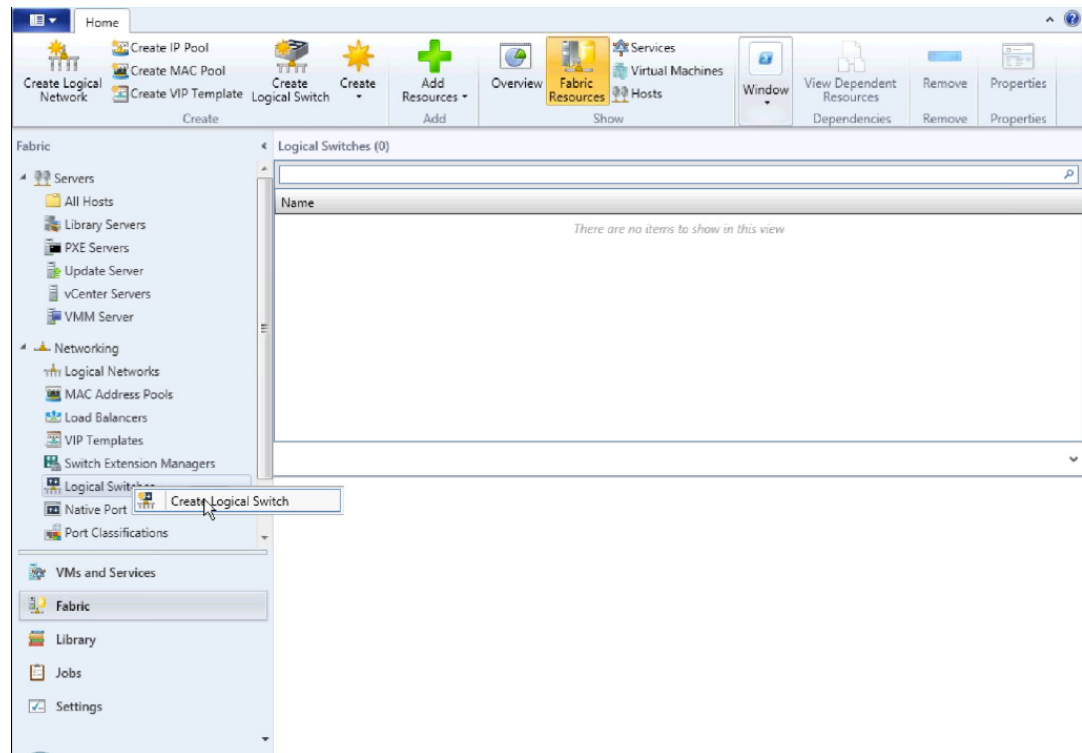 Home
Create Logical Network
Create IP Pool
Create MAC Pool
Create VIP Template
Create Logical Switch
Create
Create
Add Resources
Add
Overview
Fabric Resources
Services
Virtual Machines
Hosts
Show
Window
View Dependent Resources
Dependencies
Remove
Remove
Properties
Properties
Fabric
Servers
All Hosts
Library Servers
PXE Servers
Update Server
vCenter Servers
VMM Server
Networking
Logical Networks
MAC Address Pools
Load Balancers
VIP Templates
Switch Extension Managers
Logical Switches
Create Logical Switch
Native Port
Port Classifications
VMs and Services
Fabric
Library
Jobs
Settings
Logical Switches (0)
Name
There are no items to show in this view